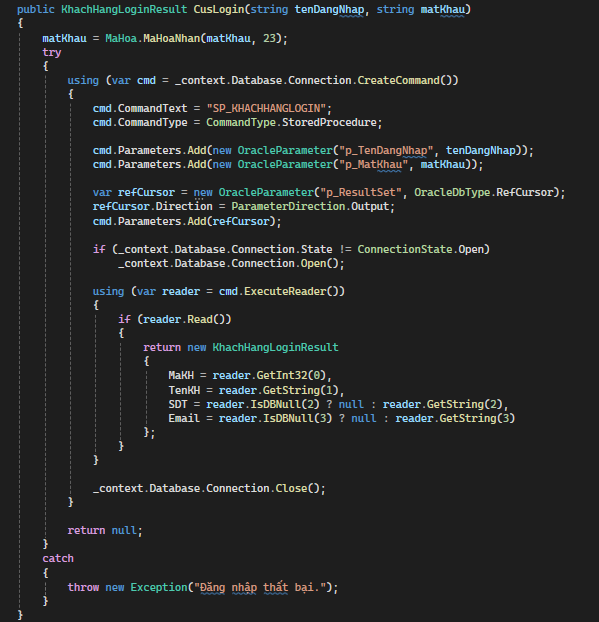 public KhachHangLoginResult CusLogin(string tenDangNhap, string matKhau)
{
    matKhau = MaHoa.MaHoaNhan(matKhau, 23);
    try
    {
        using (var cmd = _context.Database.Connection.CreateCommand())
        {
            cmd.CommandText = "SP_KHACHHANGLOGIN";
            cmd.CommandType = CommandType.StoredProcedure;

            cmd.Parameters.Add(new OracleParameter("p_TenDangNhap", tenDangNhap));
            cmd.Parameters.Add(new OracleParameter("p_MatKhau", matKhau));

            var refCursor = new OracleParameter("p_ResultSet", OracleDbType.RefCursor);
            refCursor.Direction = ParameterDirection.Output;
            cmd.Parameters.Add(refCursor);

            if (_context.Database.Connection.State != ConnectionState.Open)
                _context.Database.Connection.Open();

            using (var reader = cmd.ExecuteReader())
            {
                if (reader.Read())
                {
                    return new KhachHangLoginResult
                    {
                        MaKH = reader.GetInt32(0),
                        TenKH = reader.GetString(1),
                        SDT = reader.IsDBNull(2) ? null : reader.GetString(2),
                        Email = reader.IsDBNull(3) ? null : reader.GetString(3)
                    };
                }
            }

            _context.Database.Connection.Close();
        }

        return null;
    }
    catch
    {
        throw new Exception("Đăng nhập thất bại.");
    }
}